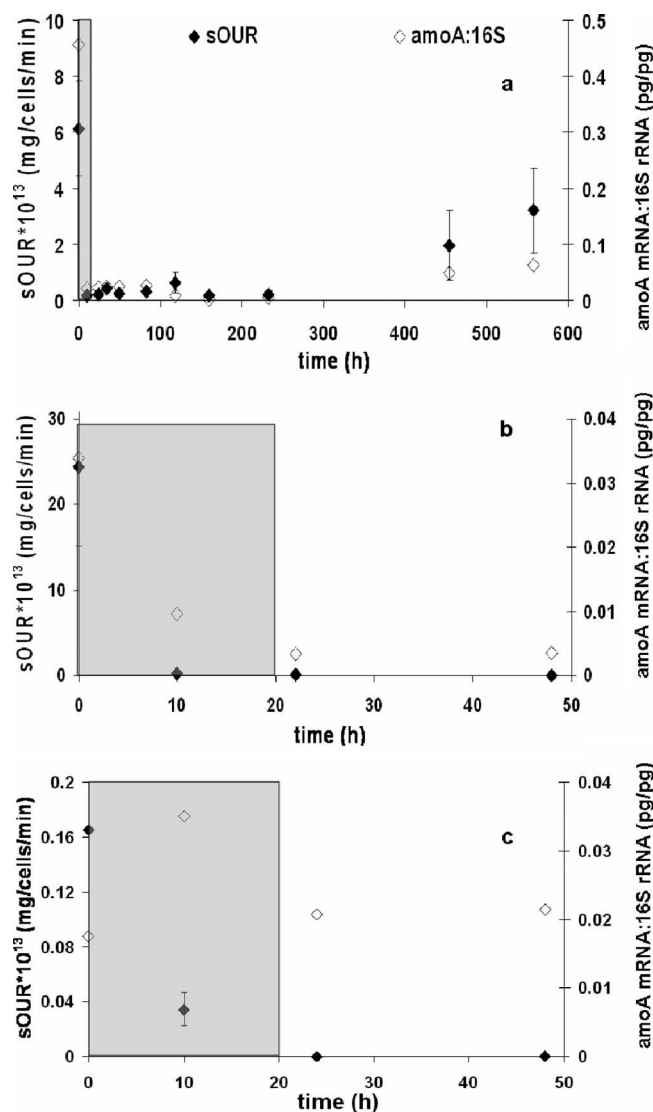 ◆ sOUR ◇ amoA:16S
a
sOUR*10¹³ (mg/cells/min)
10
8
6
4
2
0
amoA mRNA:16S rRNA (pg/pg)
0.5
0.4
0.3
0.2
0.1
0
0 100 200 300 400 500 600
time (h)
b
sOUR*10¹³ (mg/cells/min)
30
20
10
0
amoA mRNA:16S rRNA (pg/pg)
0.04
0.03
0.02
0.01
0
0 10 20 30 40 50
time (h)
c
sOUR*10¹³ (mg/cells/min)
0.2
0.16
0.12
0.08
0.04
0
amoA mRNA:16S rRNA (pg/pg)
0.04
0.03
0.02
0.01
0
0 10 20 30 40 50
time (h)